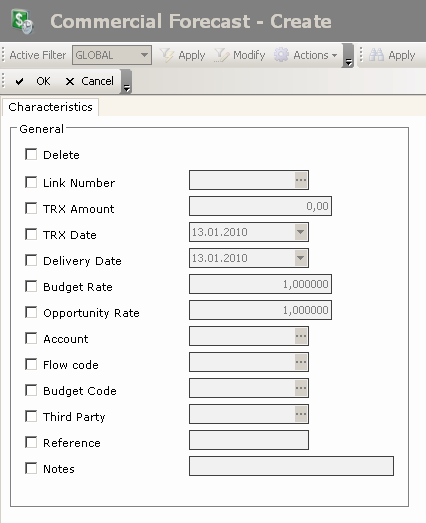 Commercial Forecast - Create
Active Filter GLOBAL Apply Modify Actions Apply
OK Cancel
Characteristics
General
Delete
Link Number ...
TRX Amount 0,00
TRX Date 13.01.2010
Delivery Date 13.01.2010
Budget Rate 1,000000
Opportunity Rate 1,000000
Account ...
Flow code ...
Budget Code ...
Third Party ...
Reference
Notes